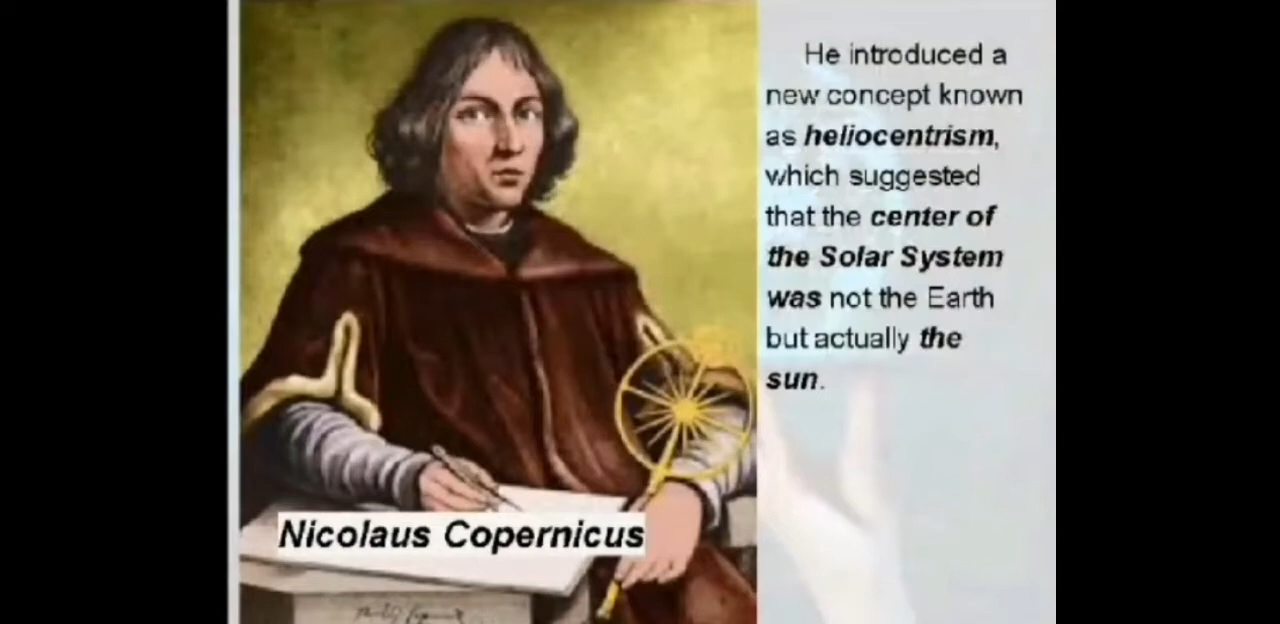 He introduced a
new concept known
as heliocentrism,
which suggested
that the center of
the Solar System
was not the Earth
but actually the
sun.
Nicolaus Copernicus